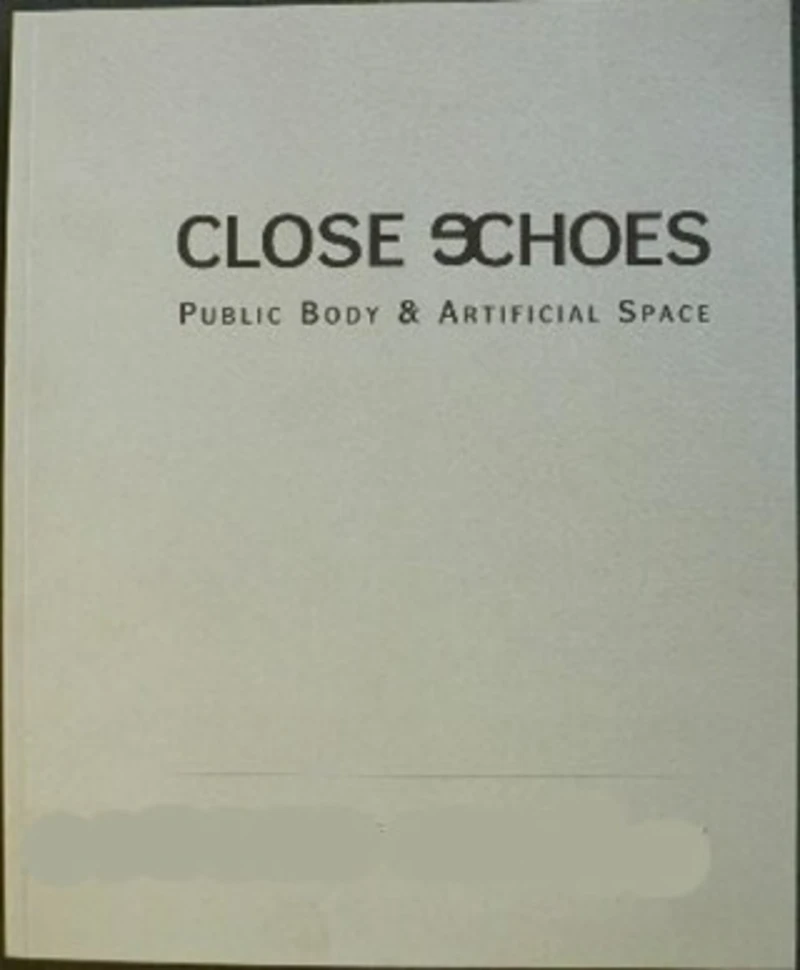 CLOSE ECHOES
PUBLIC BODY & ARTIFICIAL SPACE